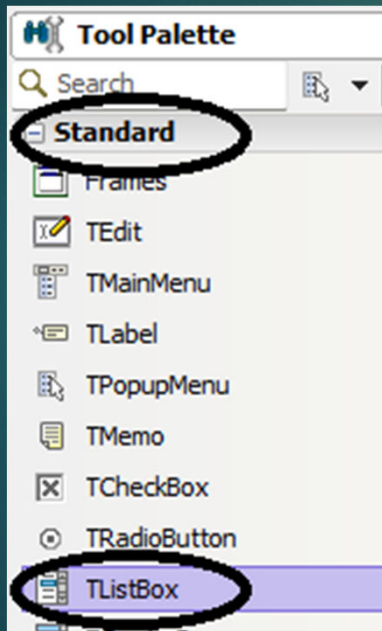 Tool Palette
Search
Standard
Frames
TEdit
TMainMenu
TLabel
TPopupMenu
TMemo
TCheckBox
TRadioButton
TListBox